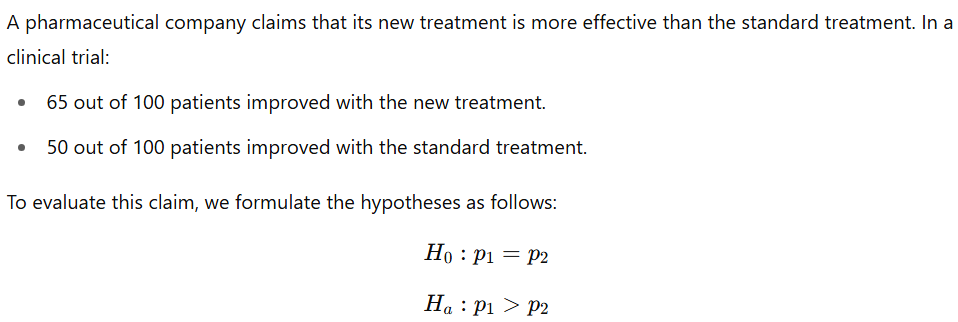 A pharmaceutical company claims that its new treatment is more effective than the standard treatment. In a
clinical trial:
• 65 out of 100 patients improved with the new treatment.
• 50 out of 100 patients improved with the standard treatment.
To evaluate this claim, we formulate the hypotheses as follows:
H₀ : p₁ = p₂
Hₐ : p₁ > p₂